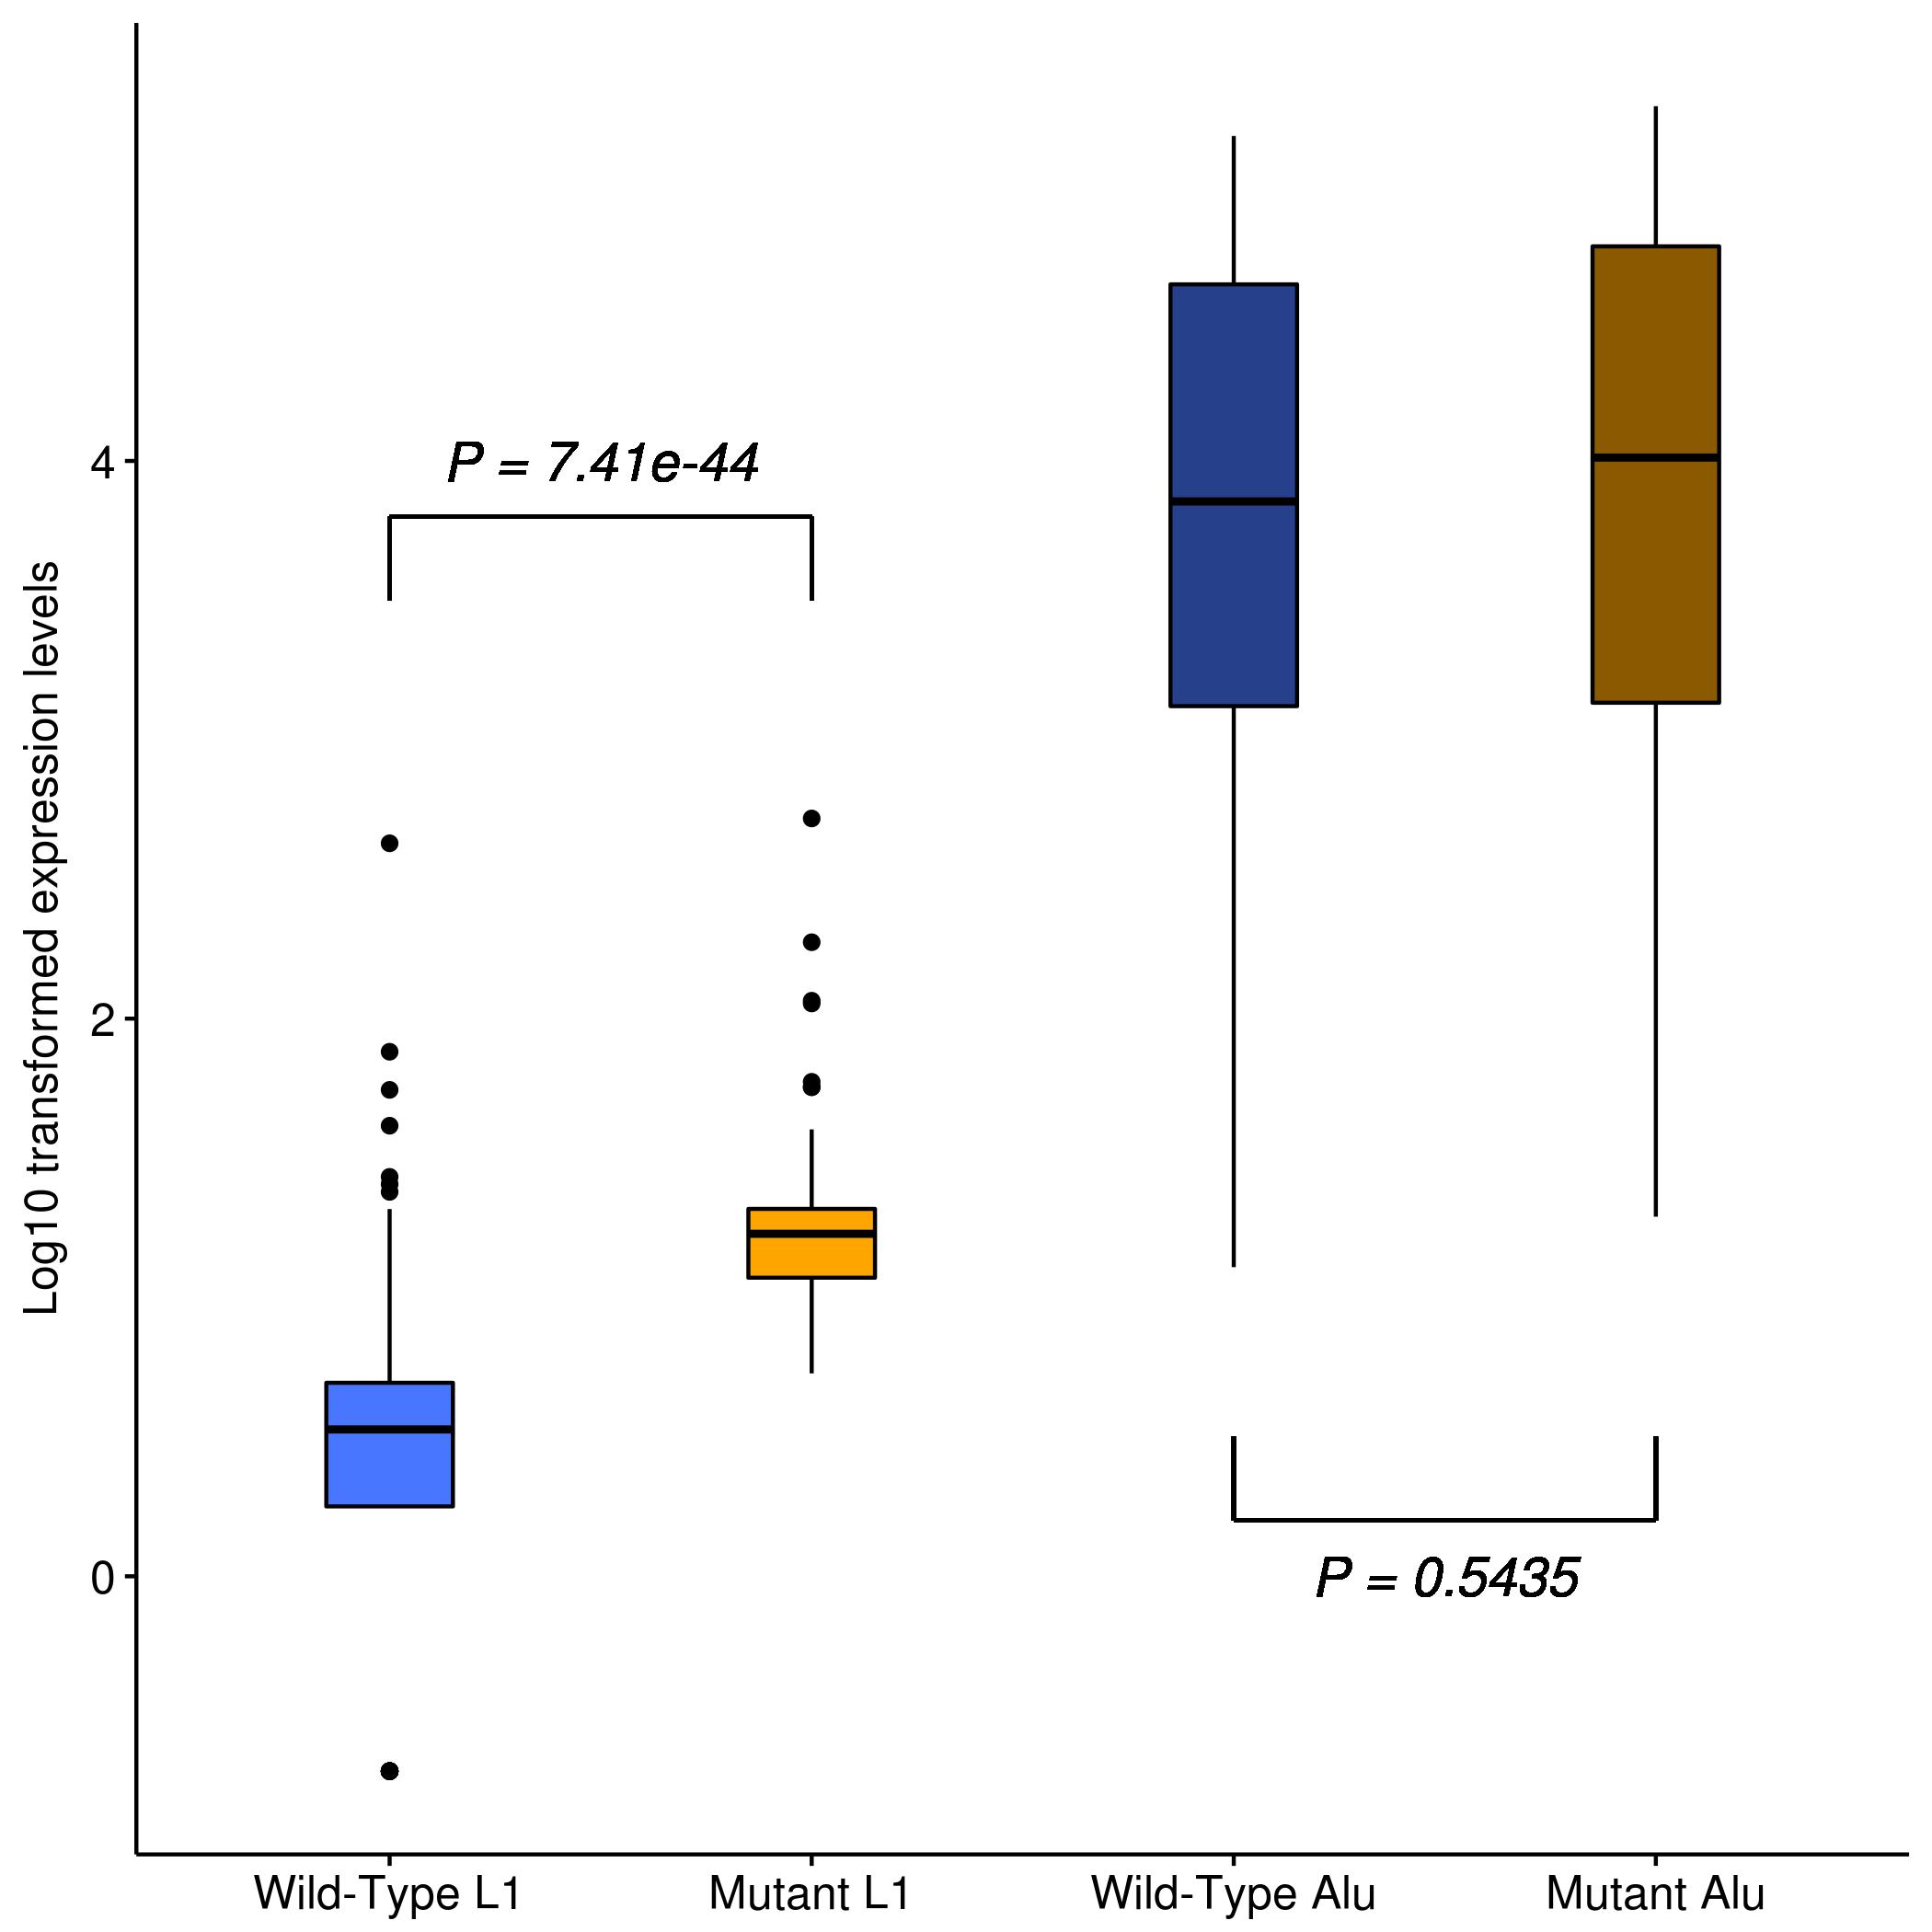 Log10 transformed expression levels
4
2
0
P = 7.41e-44
P = 0.5435
Wild-Type L1
Mutant L1
Wild-Type Alu
Mutant Alu